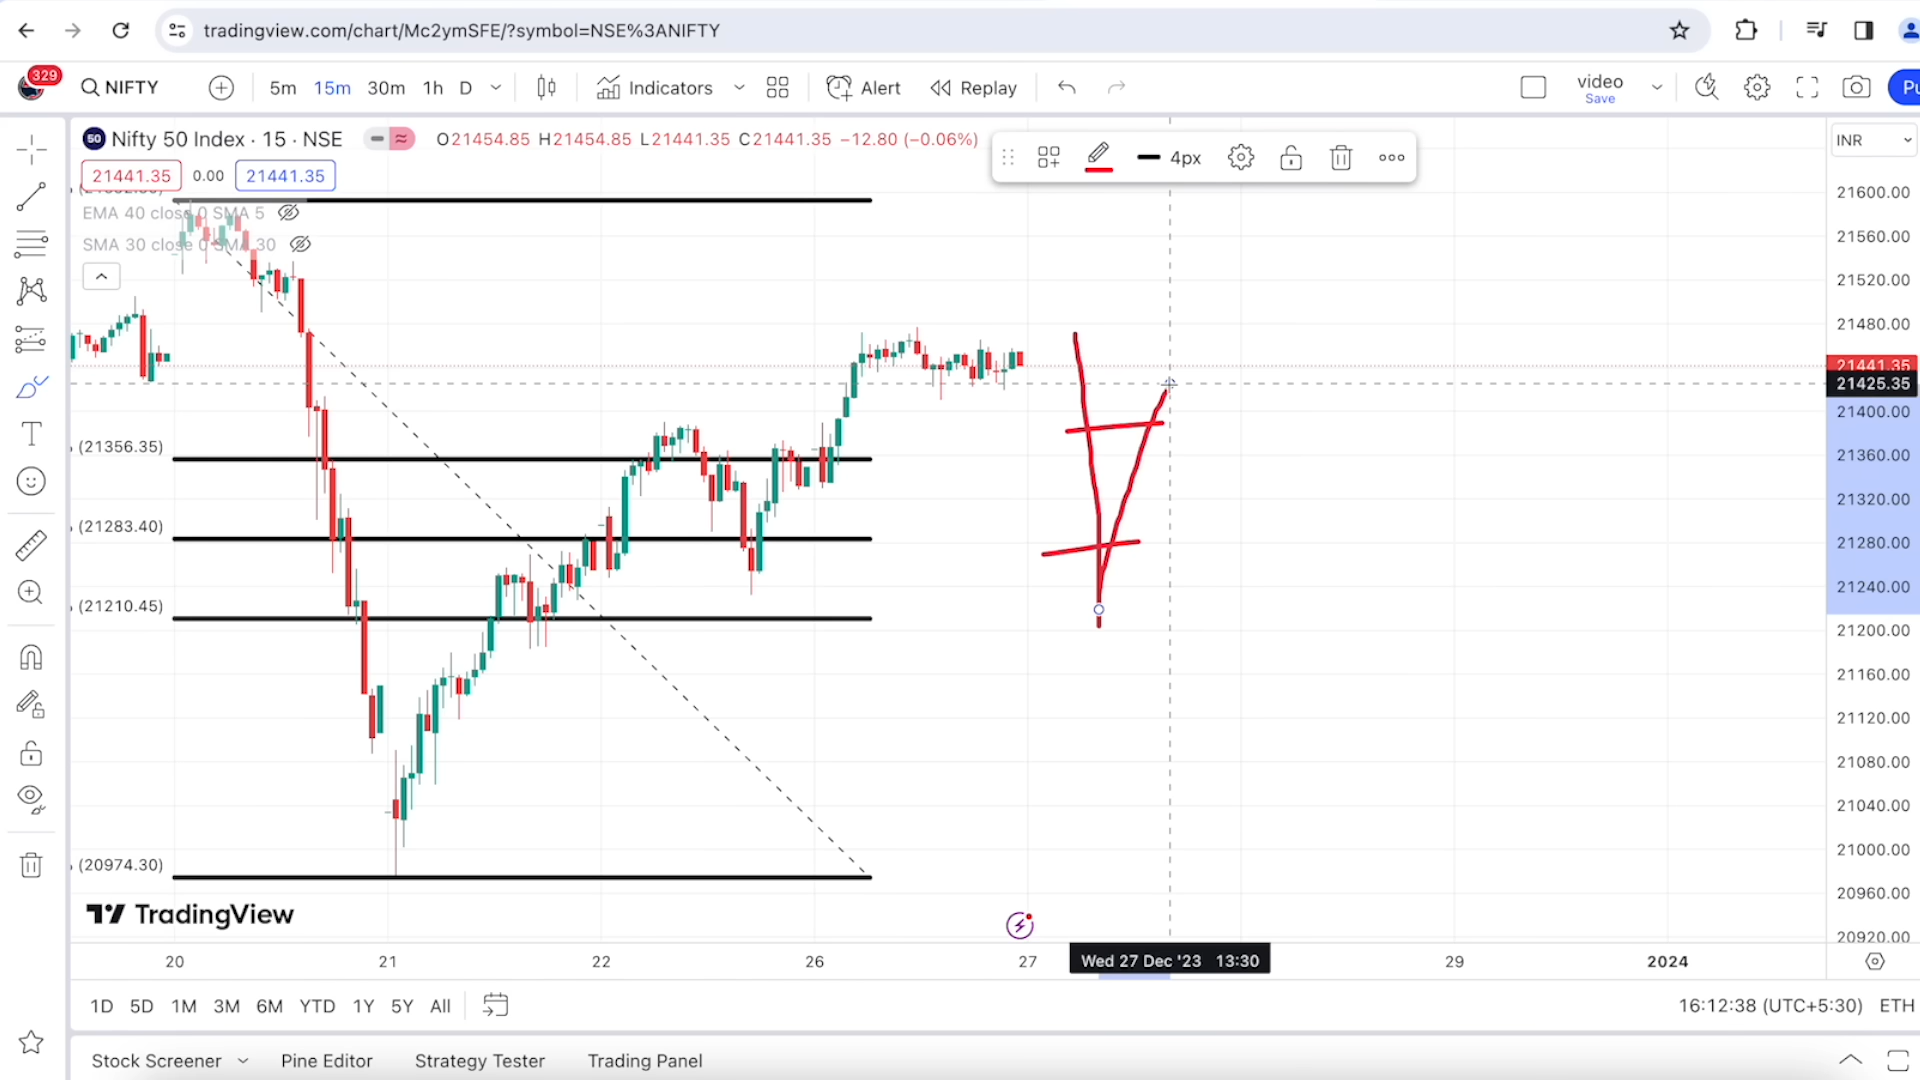 tradingview.com/chart/Mc2ymSFE/?symbol=NSE%3ANIFTY
329
NIFTY 5m 15m 30m 1h D Indicators Alert Replay video
Save
Pu
50 Nifty 50 Index · 15 · NSE O21454.85 H21454.85 L21441.35 C21441.35 −12.80 (−0.06%)
4px
INR
21441.35 0.00 21441.35
EMA 40 close 0 SMA 5
SMA 30 close 0 SMA 30
(21356.35)
(21283.40)
(21210.45)
(20974.30)
21600.00
21560.00
21520.00
21480.00
21441.35
21425.35
21400.00
21360.00
21320.00
21280.00
21240.00
21200.00
21160.00
21120.00
21080.00
21040.00
21000.00
20960.00
20920.00
TradingView
20 21 22 26 27 Wed 27 Dec '23 13:30 29 2024
1D 5D 1M 3M 6M YTD 1Y 5Y All 16:12:38 (UTC+5:30) ETH
Stock Screener Pine Editor Strategy Tester Trading Panel